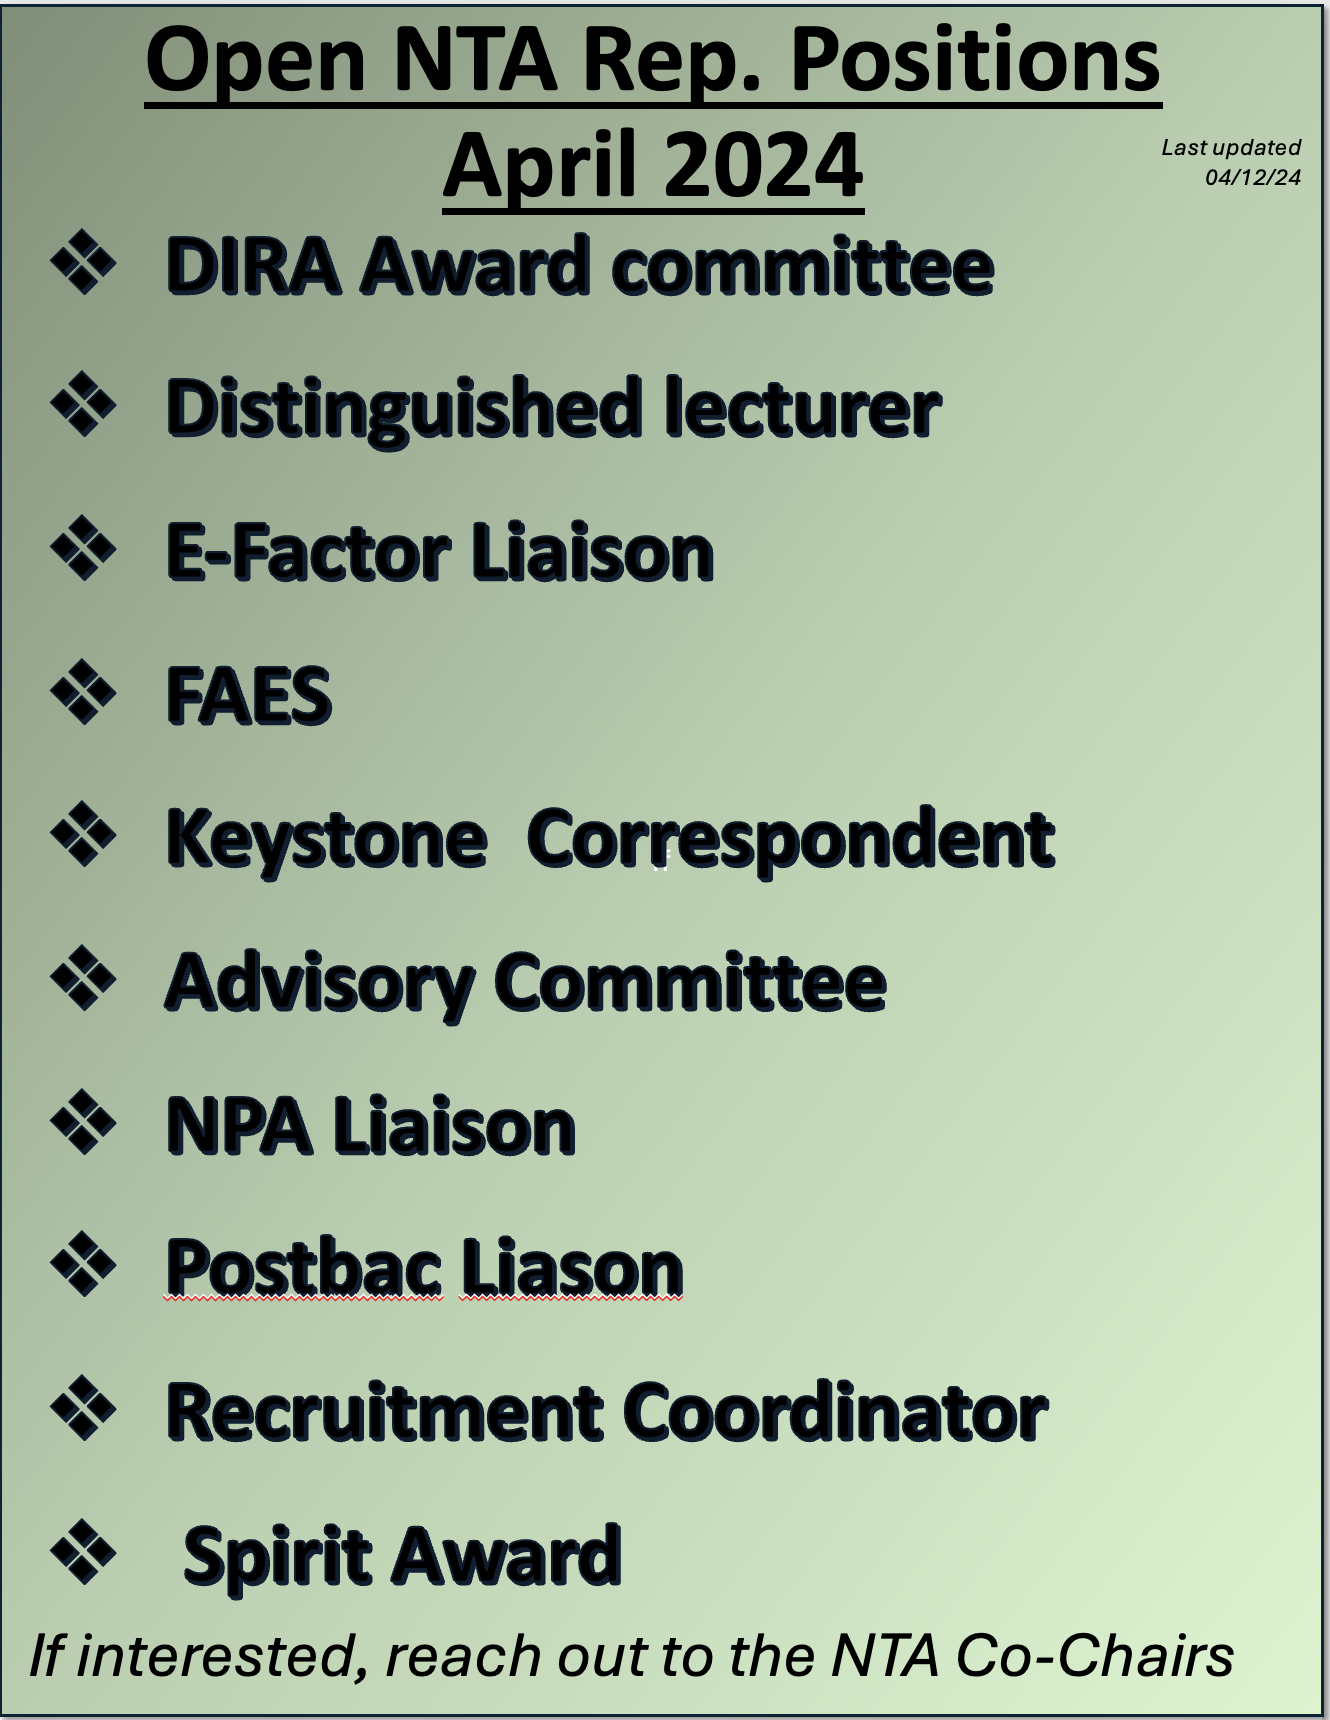 Open NTA Rep. Positions
April 2024
Last updated
04/12/24
❖ DIRA Award committee
❖ Distinguished lecturer
❖ E-Factor Liaison
❖ FAES
❖ Keystone  Correspondent
❖ Advisory Committee
❖ NPA Liaison
❖ Postbac Liason
❖ Recruitment Coordinator
❖ Spirit Award
If interested, reach out to the NTA Co-Chairs